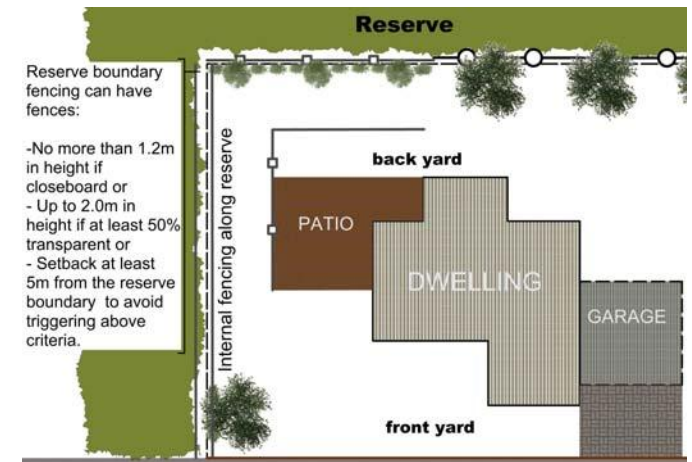 Reserve
Reserve boundary
fencing can have
fences:
-No more than 1.2m
in height if
closeboard or
- Up to 2.0m in
height if at least 50%
transparent or
- Setback at least
5m from the reserve
boundary to avoid
triggering above
criteria.
Internal fencing along reserve
back yard
PATIO
DWELLING
GARAGE
front yard